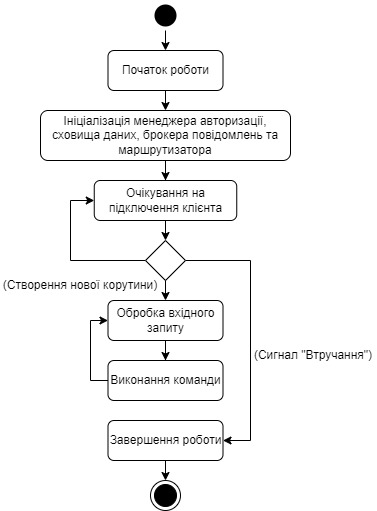 Початок роботи
Ініціалізація менеджера авторизації,
сховища даних, брокера повідомлень та
маршрутизатора
Очікування на
підключення клієнта
(Створення нової корутини)
Обробка вхідного
запиту
(Сигнал "Втручання")
Виконання команди
Завершення роботи